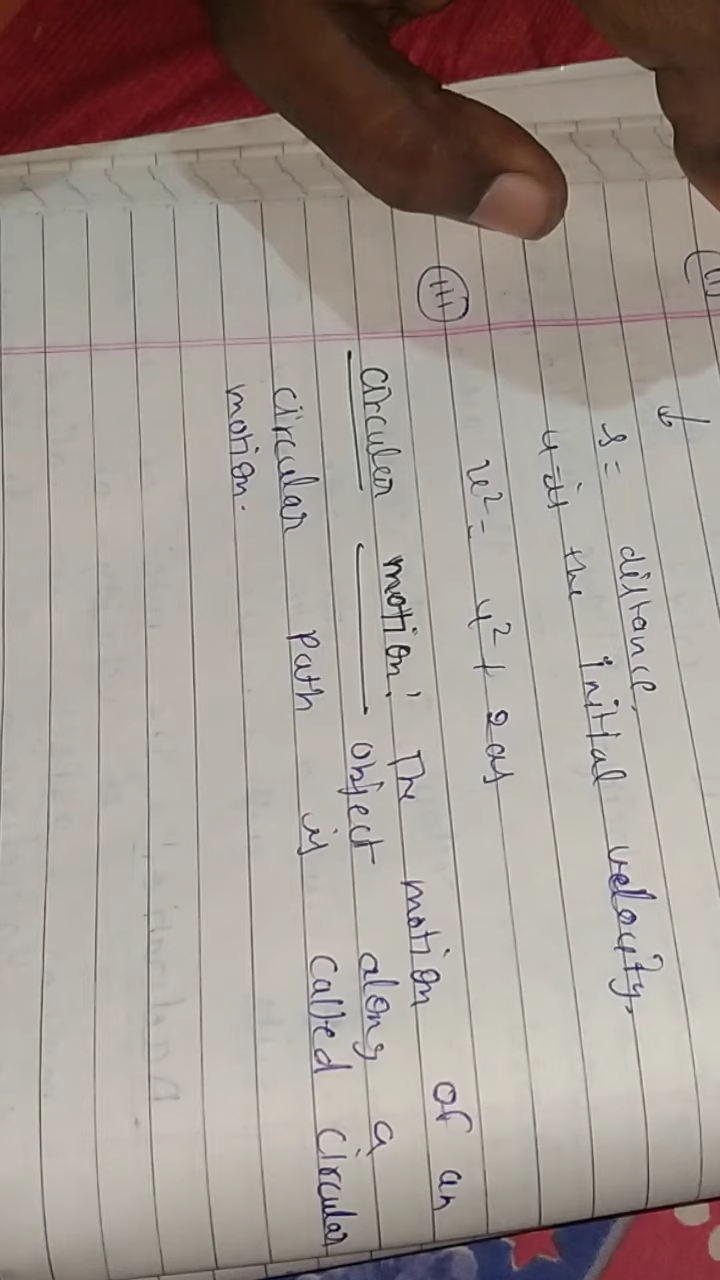 (ii)
s = distance,
u = is the initial velocity,
(iii) v² - u² + 2as
Circular motion: The motion of an
object along a
circular path is called circular
motion.